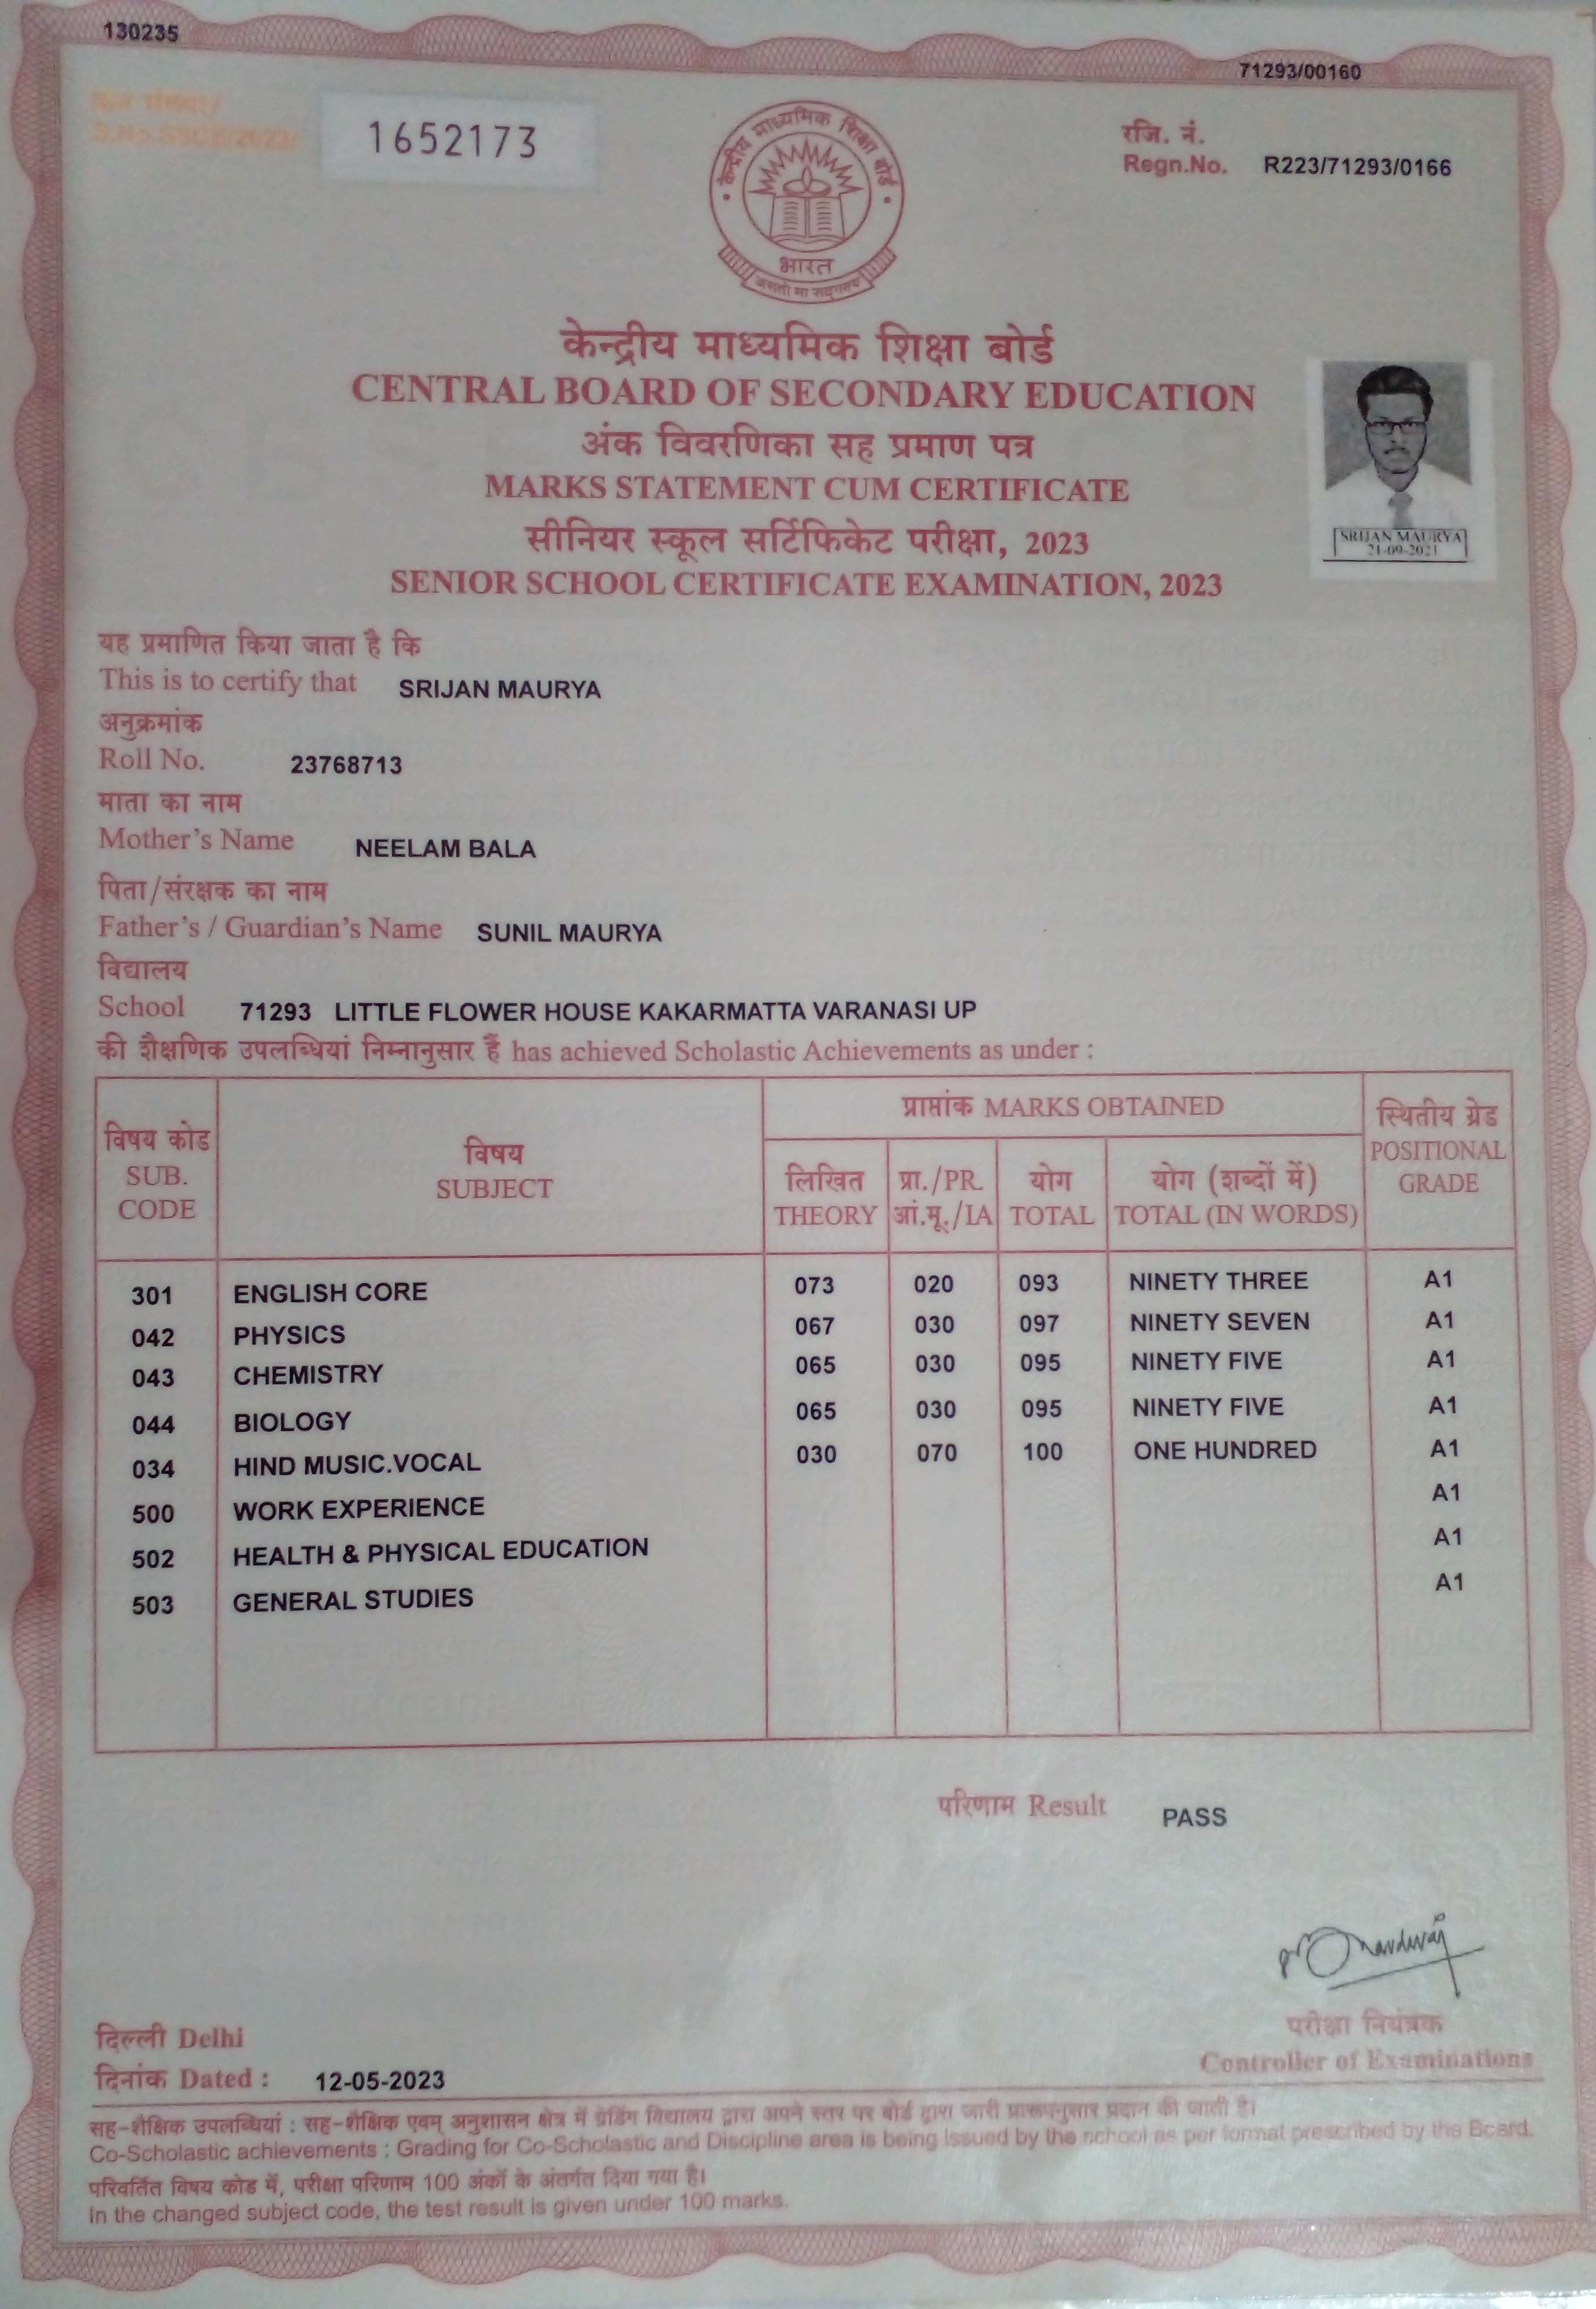 130235
71293/00160
क्रम संख्या/
S.No.SSCE/2023/
1652173
रजि. नं.
Regn.No. R223/71293/0166
केन्द्रीय माध्यमिक शिक्षा बोर्ड
भारत
असतो मा सद्गमय
केन्द्रीय माध्यमिक शिक्षा बोर्ड
CENTRAL BOARD OF SECONDARY EDUCATION
अंक विवरणिका सह प्रमाण पत्र
MARKS STATEMENT CUM CERTIFICATE
सीनियर स्कूल सर्टिफिकेट परीक्षा, 2023
SENIOR SCHOOL CERTIFICATE EXAMINATION, 2023
SRIJAN MAURYA
21-09-2021
यह प्रमाणित किया जाता है कि
This is to certify that SRIJAN MAURYA
अनुक्रमांक
Roll No. 23768713
माता का नाम
Mother's Name NEELAM BALA
पिता/संरक्षक का नाम
Father's / Guardian's Name SUNIL MAURYA
विद्यालय
School 71293 LITTLE FLOWER HOUSE KAKARMATTA VARANASI UP
की शैक्षणिक उपलब्धियां निम्नानुसार हैं has achieved Scholastic Achievements as under :
विषय कोड
SUB.
CODE
विषय
SUBJECT
प्राप्तांक MARKS OBTAINED
लिखित
THEORY
प्रा./PR.
आं.मू./IA
योग
TOTAL
योग (शब्दों में)
TOTAL (IN WORDS)
स्थितीय ग्रेड
POSITIONAL
GRADE
301 ENGLISH CORE 073 020 093 NINETY THREE A1
042 PHYSICS 067 030 097 NINETY SEVEN A1
043 CHEMISTRY 065 030 095 NINETY FIVE A1
044 BIOLOGY 065 030 095 NINETY FIVE A1
034 HIND MUSIC.VOCAL 030 070 100 ONE HUNDRED A1
500 WORK EXPERIENCE A1
502 HEALTH & PHYSICAL EDUCATION A1
503 GENERAL STUDIES A1
परिणाम Result PASS
दिल्ली Delhi
दिनांक Dated : 12-05-2023
परीक्षा नियंत्रक
Controller of Examinations
सह-शैक्षिक उपलब्धियां : सह-शैक्षिक एवम् अनुशासन क्षेत्र में ग्रेडिंग विद्यालय द्वारा अपने स्तर पर बोर्ड द्वारा जारी प्रारूपनुसार प्रदान की जाती है।
Co-Scholastic achievements : Grading for Co-Scholastic and Discipline area is being issued by the school as per format prescribed by the Board.
परिवर्तित विषय कोड में, परीक्षा परिणाम 100 अंकों के अंतर्गत दिया गया है।
In the changed subject code, the test result is given under 100 marks.